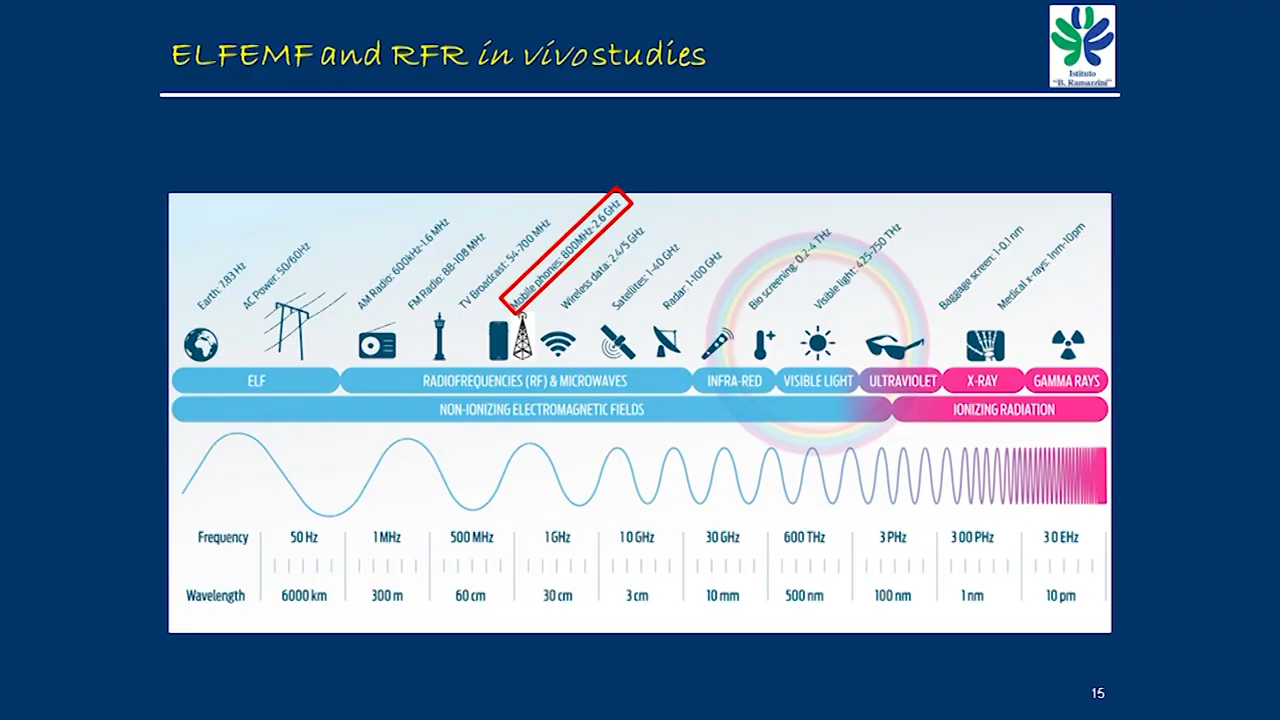 ELFEMF and RFR in vivo studies
Istituto
"B. Ramazzini"
Earth: 7.83 Hz
AC Power: 50/60Hz
AM Radio: 600kHz-1.6 MHz
FM Radio: 88-108 MHz
TV Broadcast: 54-700 MHz
Mobile phones: 800MHz-2.6 GHz
Wireless data: 2.4/5 GHz
Satellites: 1-40 GHz
Radar: 1-100 GHz
Bio screening: 0.2-4 THz
Visible light: 425-750 THz
Baggage screen: 1-0.1 nm
Medical x-rays: 1nm-10pm
ELF
RADIOFREQUENCIES (RF) & MICROWAVES
INFRA-RED
VISIBLE LIGHT
ULTRAVIOLET
X-RAY
GAMMA RAYS
NON-IONIZING ELECTROMAGNETIC FIELDS
IONIZING RADIATION
Frequency 50 Hz 1 MHz 500 MHz 1 GHz 10 GHz 30 GHz 600 THz 3 PHz 300 PHz 30 EHz
Wavelength 6000 km 300 m 60 cm 30 cm 3 cm 10 mm 500 nm 100 nm 1 nm 10 pm
15